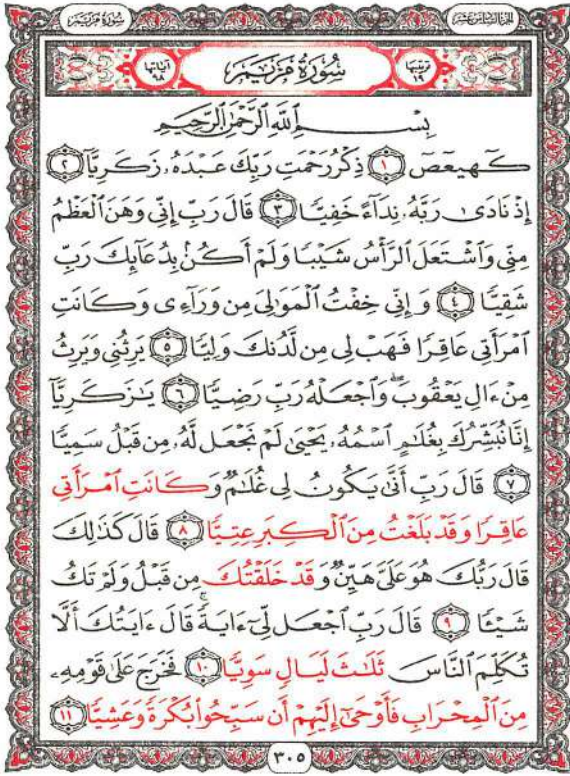 الجزء السادس عشر سُورَةُ مَرْيَمَ
ترتيبها ١٩ سُورَةُ مَرْيَمَ آياتها ٩٨
بِسْمِ ٱللَّهِ ٱلرَّحْمَٰنِ ٱلرَّحِيمِ
كٓهيعٓصٓ ١ ذِكْرُ رَحْمَتِ رَبِّكَ عَبْدَهُۥ زَكَرِيَّآ ٢
إِذْ نَادَىٰ رَبَّهُۥ نِدَآءً خَفِيًّا ٣ قَالَ رَبِّ إِنِّى وَهَنَ ٱلْعَظْمُ
مِنِّى وَٱشْتَعَلَ ٱلرَّأْسُ شَيْبًا وَلَمْ أَكُنۢ بِدُعَآئِكَ رَبِّ
شَقِيًّا ٤ وَإِنِّى خِفْتُ ٱلْمَوَٰلِىَ مِن وَرَآءِى وَكَانَتِ
ٱمْرَأَتِى عَاقِرًا فَهَبْ لِى مِن لَّدُنكَ وَلِيًّا ٥ يَرِثُنِى وَيَرِثُ
مِنْ ءَالِ يَعْقُوبَ ۖ وَٱجْعَلْهُ رَبِّ رَضِيًّا ٦ يَٰزَكَرِيَّآ
إِنَّا نُبَشِّرُكَ بِغُلَٰمٍ ٱسْمُهُۥ يَحْيَىٰ لَمْ نَجْعَل لَّهُۥ مِن قَبْلُ سَمِيًّا
٧ قَالَ رَبِّ أَنَّىٰ يَكُونُ لِى غُلَٰمٌ وَكَانَتِ ٱمْرَأَتِى
عَاقِرًا وَقَدْ بَلَغْتُ مِنَ ٱلْكِبَرِ عِتِيًّا ٨ قَالَ كَذَٰلِكَ
قَالَ رَبُّكَ هُوَ عَلَىَّ هَيِّنٌ وَقَدْ خَلَقْتُكَ مِن قَبْلُ وَلَمْ تَكُ
شَيْـًٔا ٩ قَالَ رَبِّ ٱجْعَل لِّىٓ ءَايَةً ۚ قَالَ ءَايَتُكَ أَلَّا
تُكَلِّمَ ٱلنَّاسَ ثَلَٰثَ لَيَالٍ سَوِيًّا ١٠ فَخَرَجَ عَلَىٰ قَوْمِهِۦ
مِنَ ٱلْمِحْرَابِ فَأَوْحَىٰٓ إِلَيْهِمْ أَن سَبِّحُوا۟ بُكْرَةً وَعَشِيًّا ١١
٣٠٥